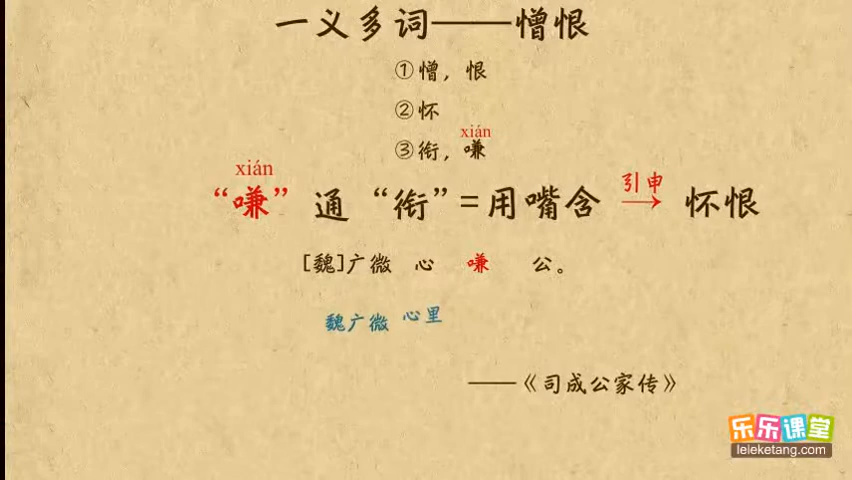 一义多词——憎恨
①憎，恨
②怀
xián
③衔，嗛
xián
“嗛”通“衔”=用嘴含 引申→ 怀恨
[魏]广微 心 嗛 公。
魏广微 心里
——《司成公家传》
乐乐课堂
leleketang.com